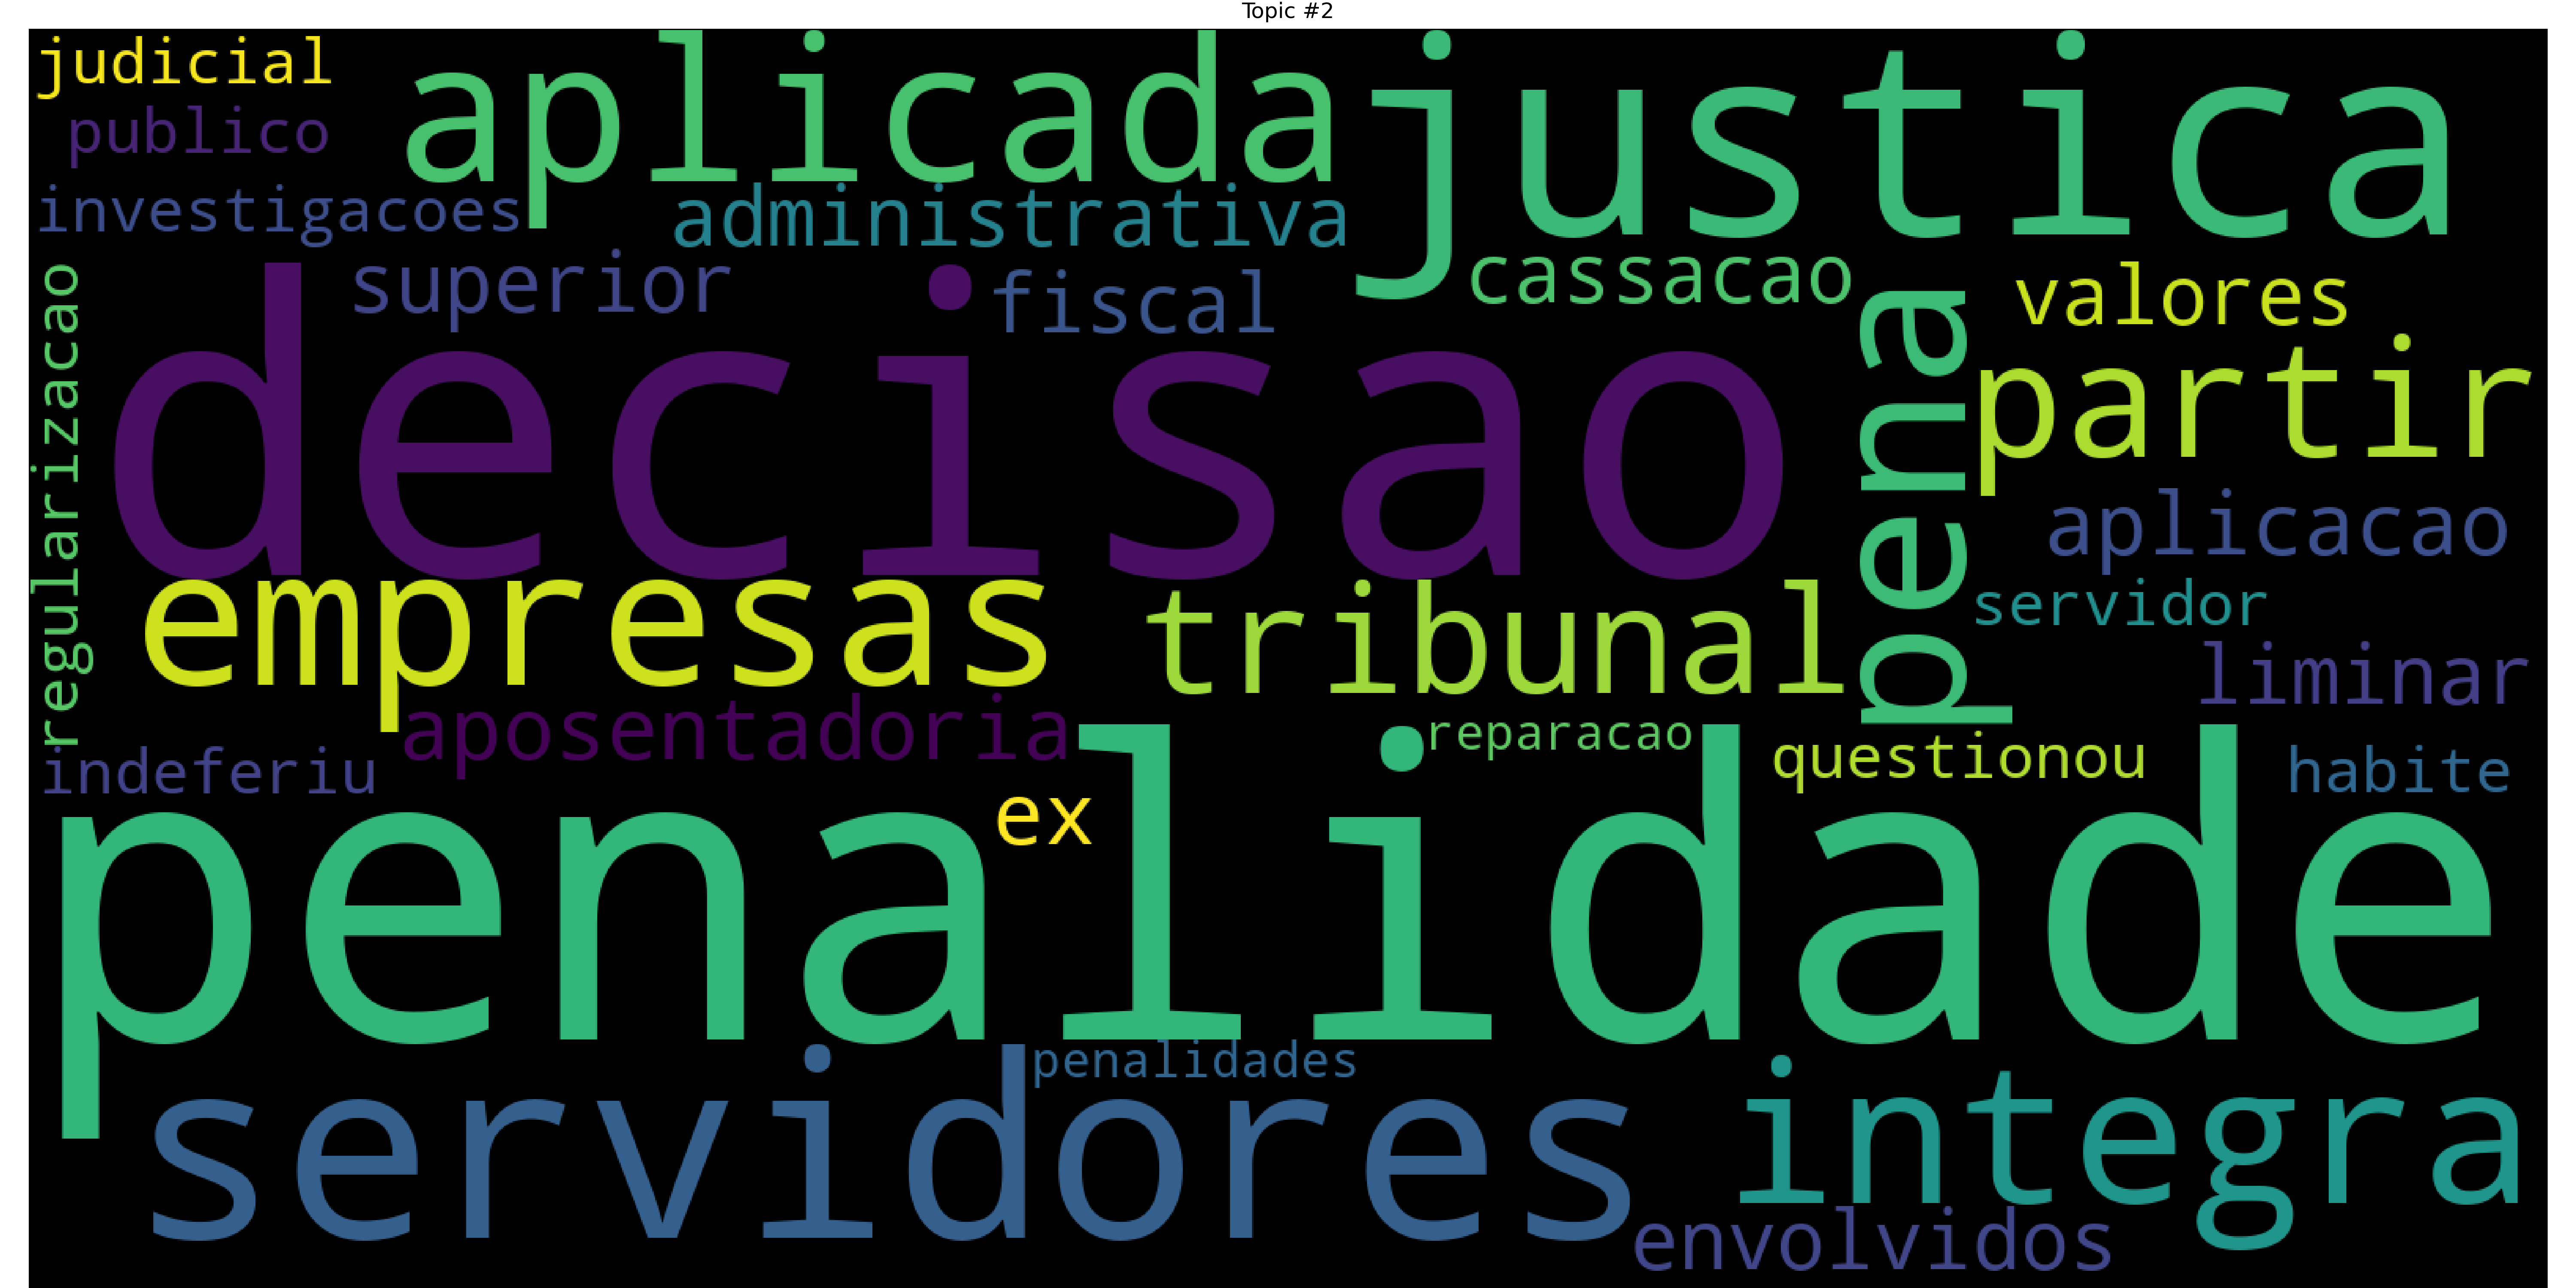 Topic #2
judicial
aplicada
justica
publico
investigacoes
administrativa
superior
fiscal
cassacao
valores
regularizacao
decisao
pena
partir
aplicacao
empresas
tribunal
servidor
liminar
aposentadoria
reparacao
questionou
indeferiu
habite
ex
penalidade
penalidades
servidores
integra
envolvidos